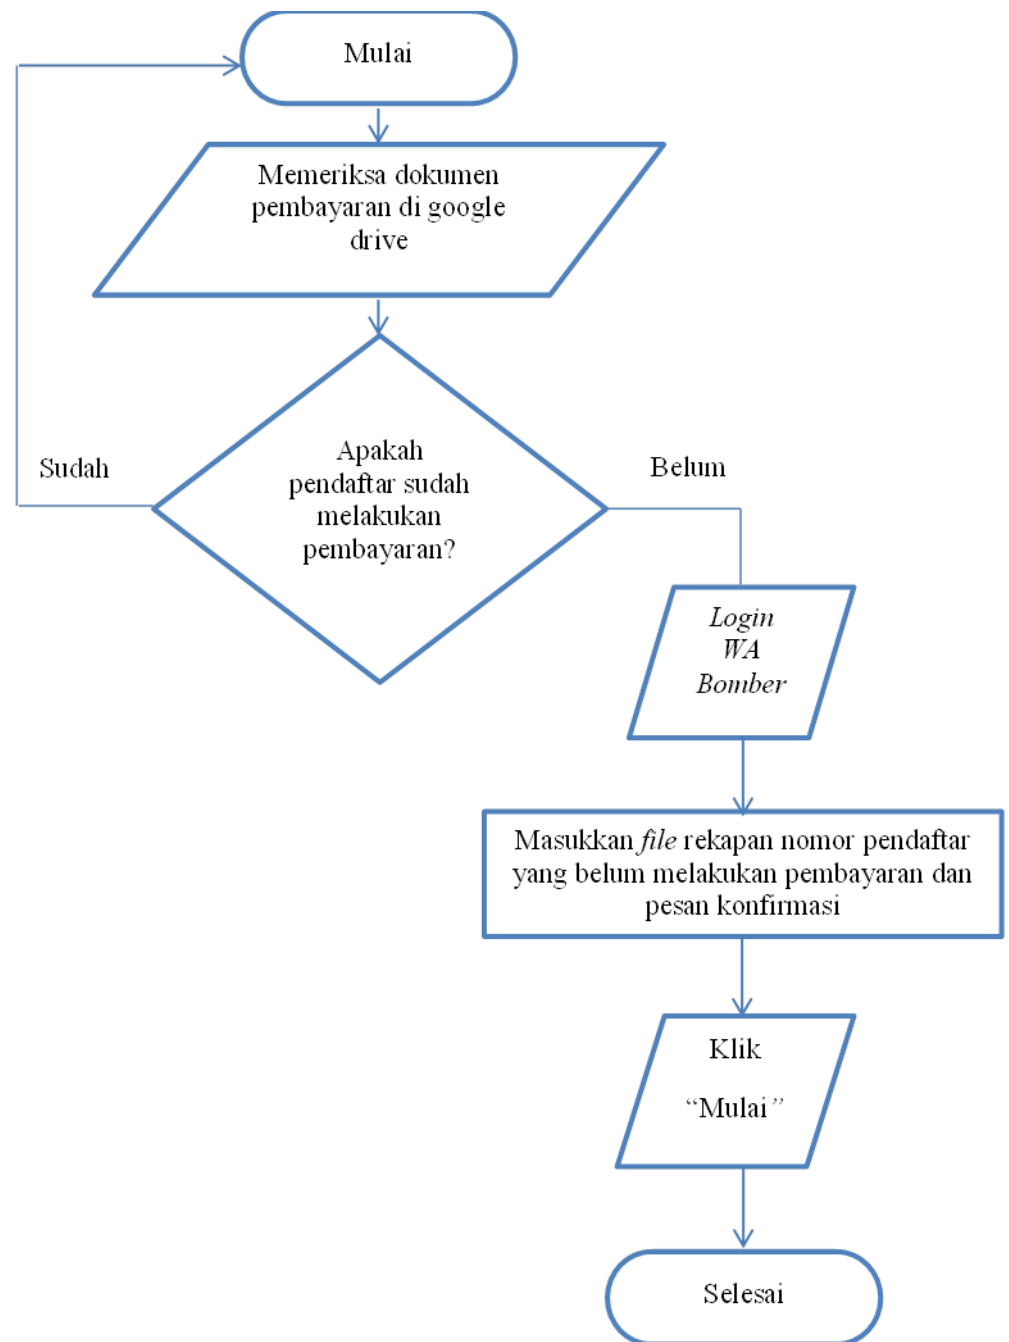 Mulai
Memeriksa dokumen
pembayaran di google
drive
Apakah
pendaftar sudah
melakukan
pembayaran?
Sudah
Belum
Login
WA
Bomber
Masukkan file rekapan nomor pendaftar
yang belum melakukan pembayaran dan
pesan konfirmasi
Klik
“Mulai”
Selesai